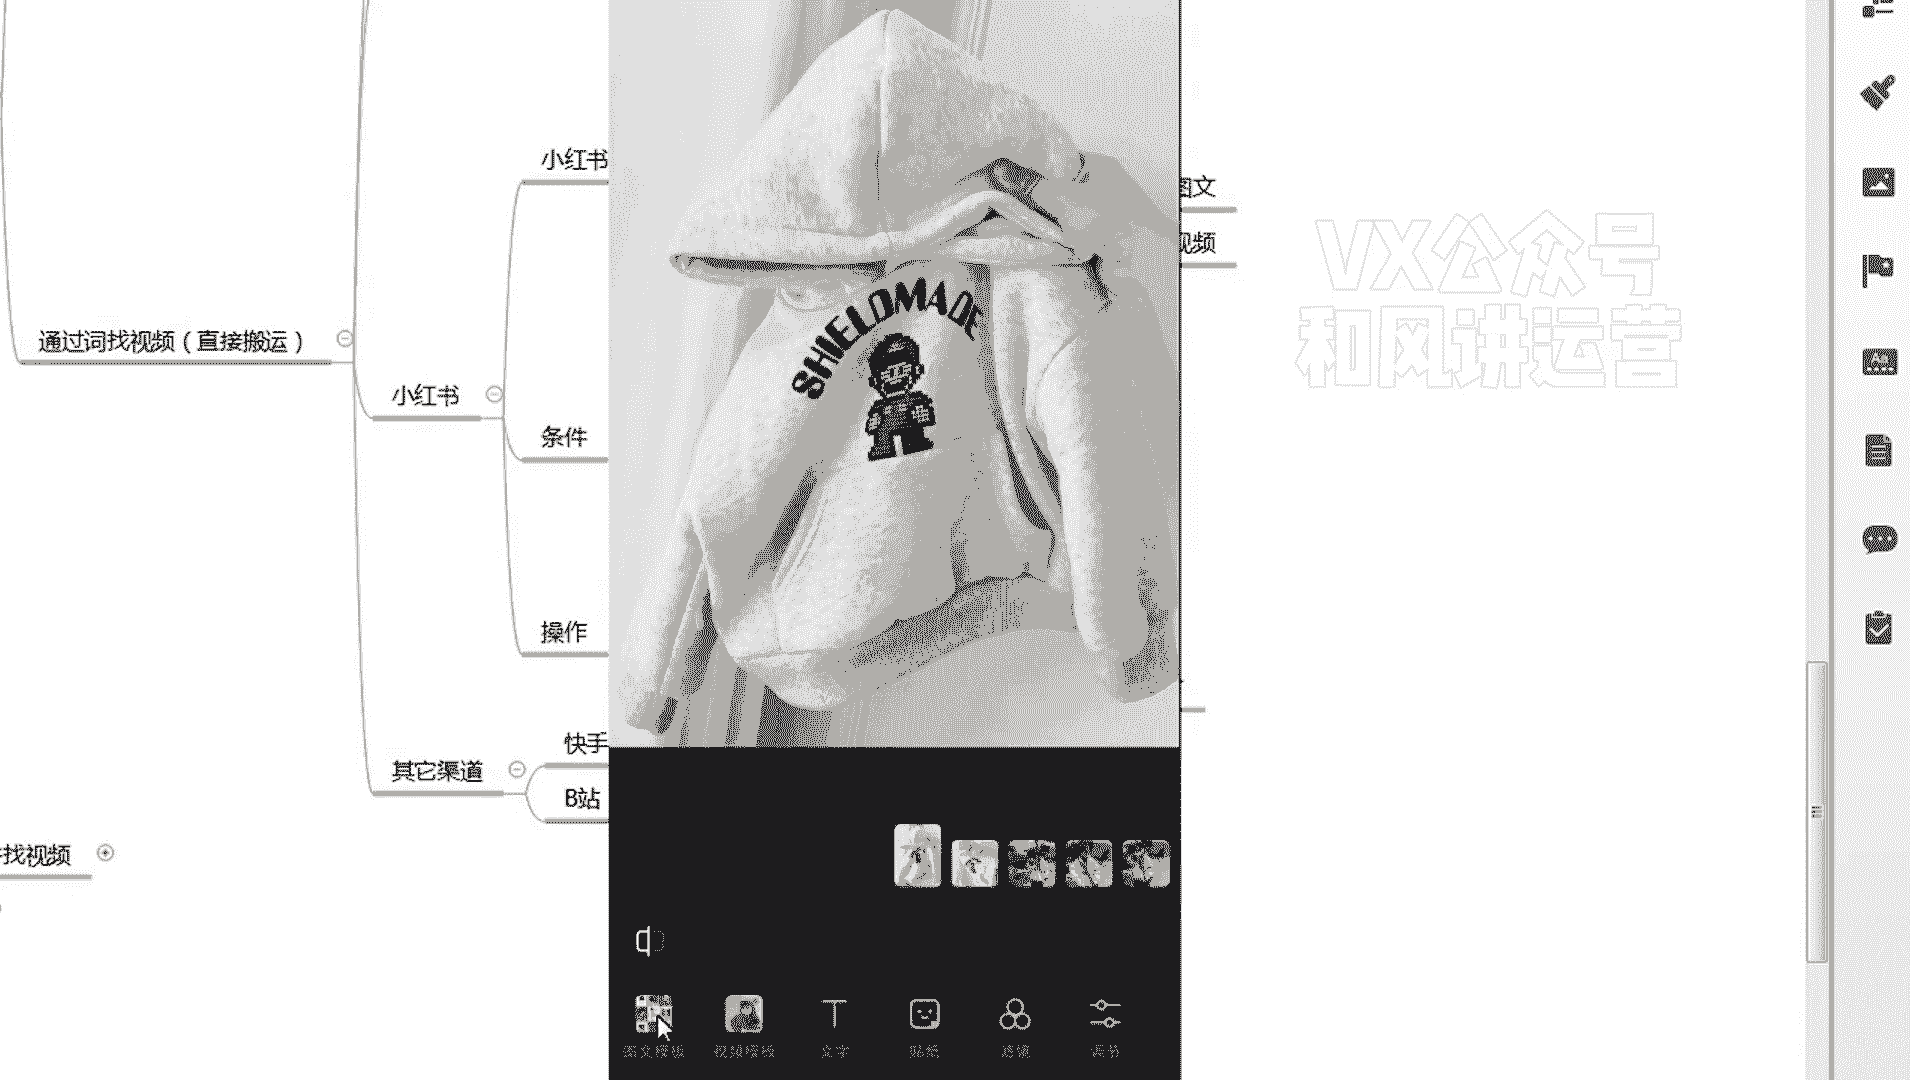 小红书
图文
视频
VX公众号
和风讲运营
SHIELDMADE
通过词找视频（直接搬运）
小红书
条件
操作
快手
其它渠道
B站
找视频
图文模板
视频模板
文字
贴纸
滤镜
调节
Aa